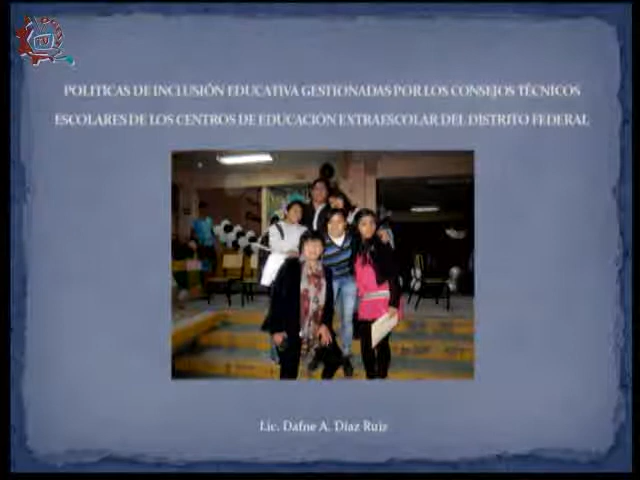 TU
POLITICAS DE INCLUSIÓN EDUCATIVA GESTIONADAS POR LOS CONSEJOS TÉCNICOS
ESCOLARES DE LOS CENTROS DE EDUCACIÓN EXTRAESCOLAR DEL DISTRITO FEDERAL
Lic. Dafne A. Díaz Ruiz